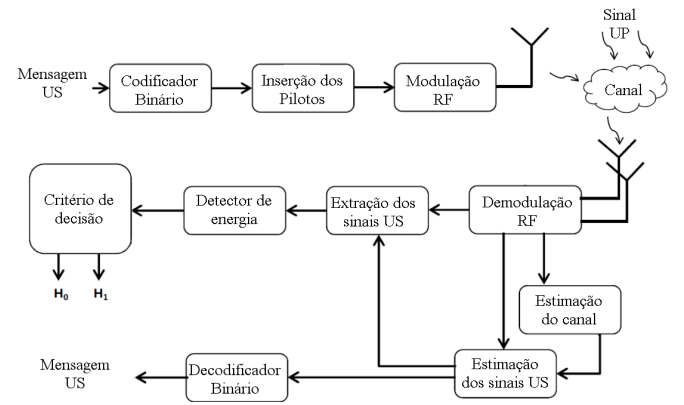 Sinal
UP
Mensagem
US
Codificador
Binário
Inserção dos
Pilotos
Modulação
RF
Canal
Critério de
decisão
Detector de
energia
Extração dos
sinais US
Demodulação
RF
H₀
H₁
Estimação
do canal
Mensagem
US
Decodificador
Binário
Estimação
dos sinais US